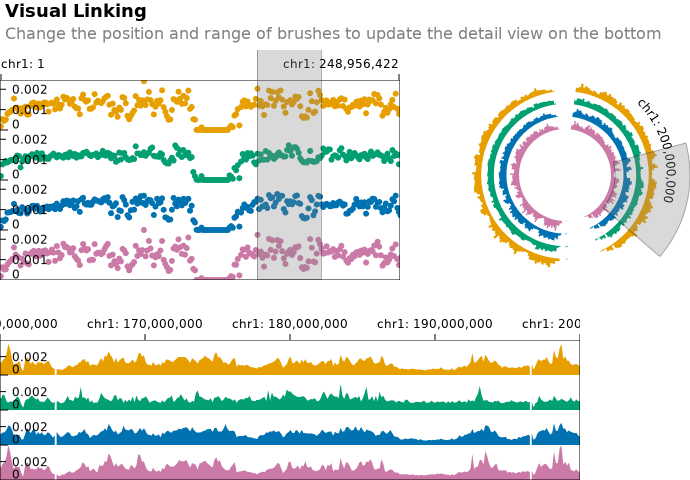 Visual Linking
Change the position and range of brushes to update the detail view on the bottom
chr1: 1
chr1: 248,956,422
0.002
0.001
0
0.002
0.001
0
0.002
0.001
0
0.002
0.001
0
chr1: 200,000,000
0,000,000
chr1: 170,000,000
chr1: 180,000,000
chr1: 190,000,000
chr1: 200
0.002
0
0.002
0
0.002
0
0.002
0